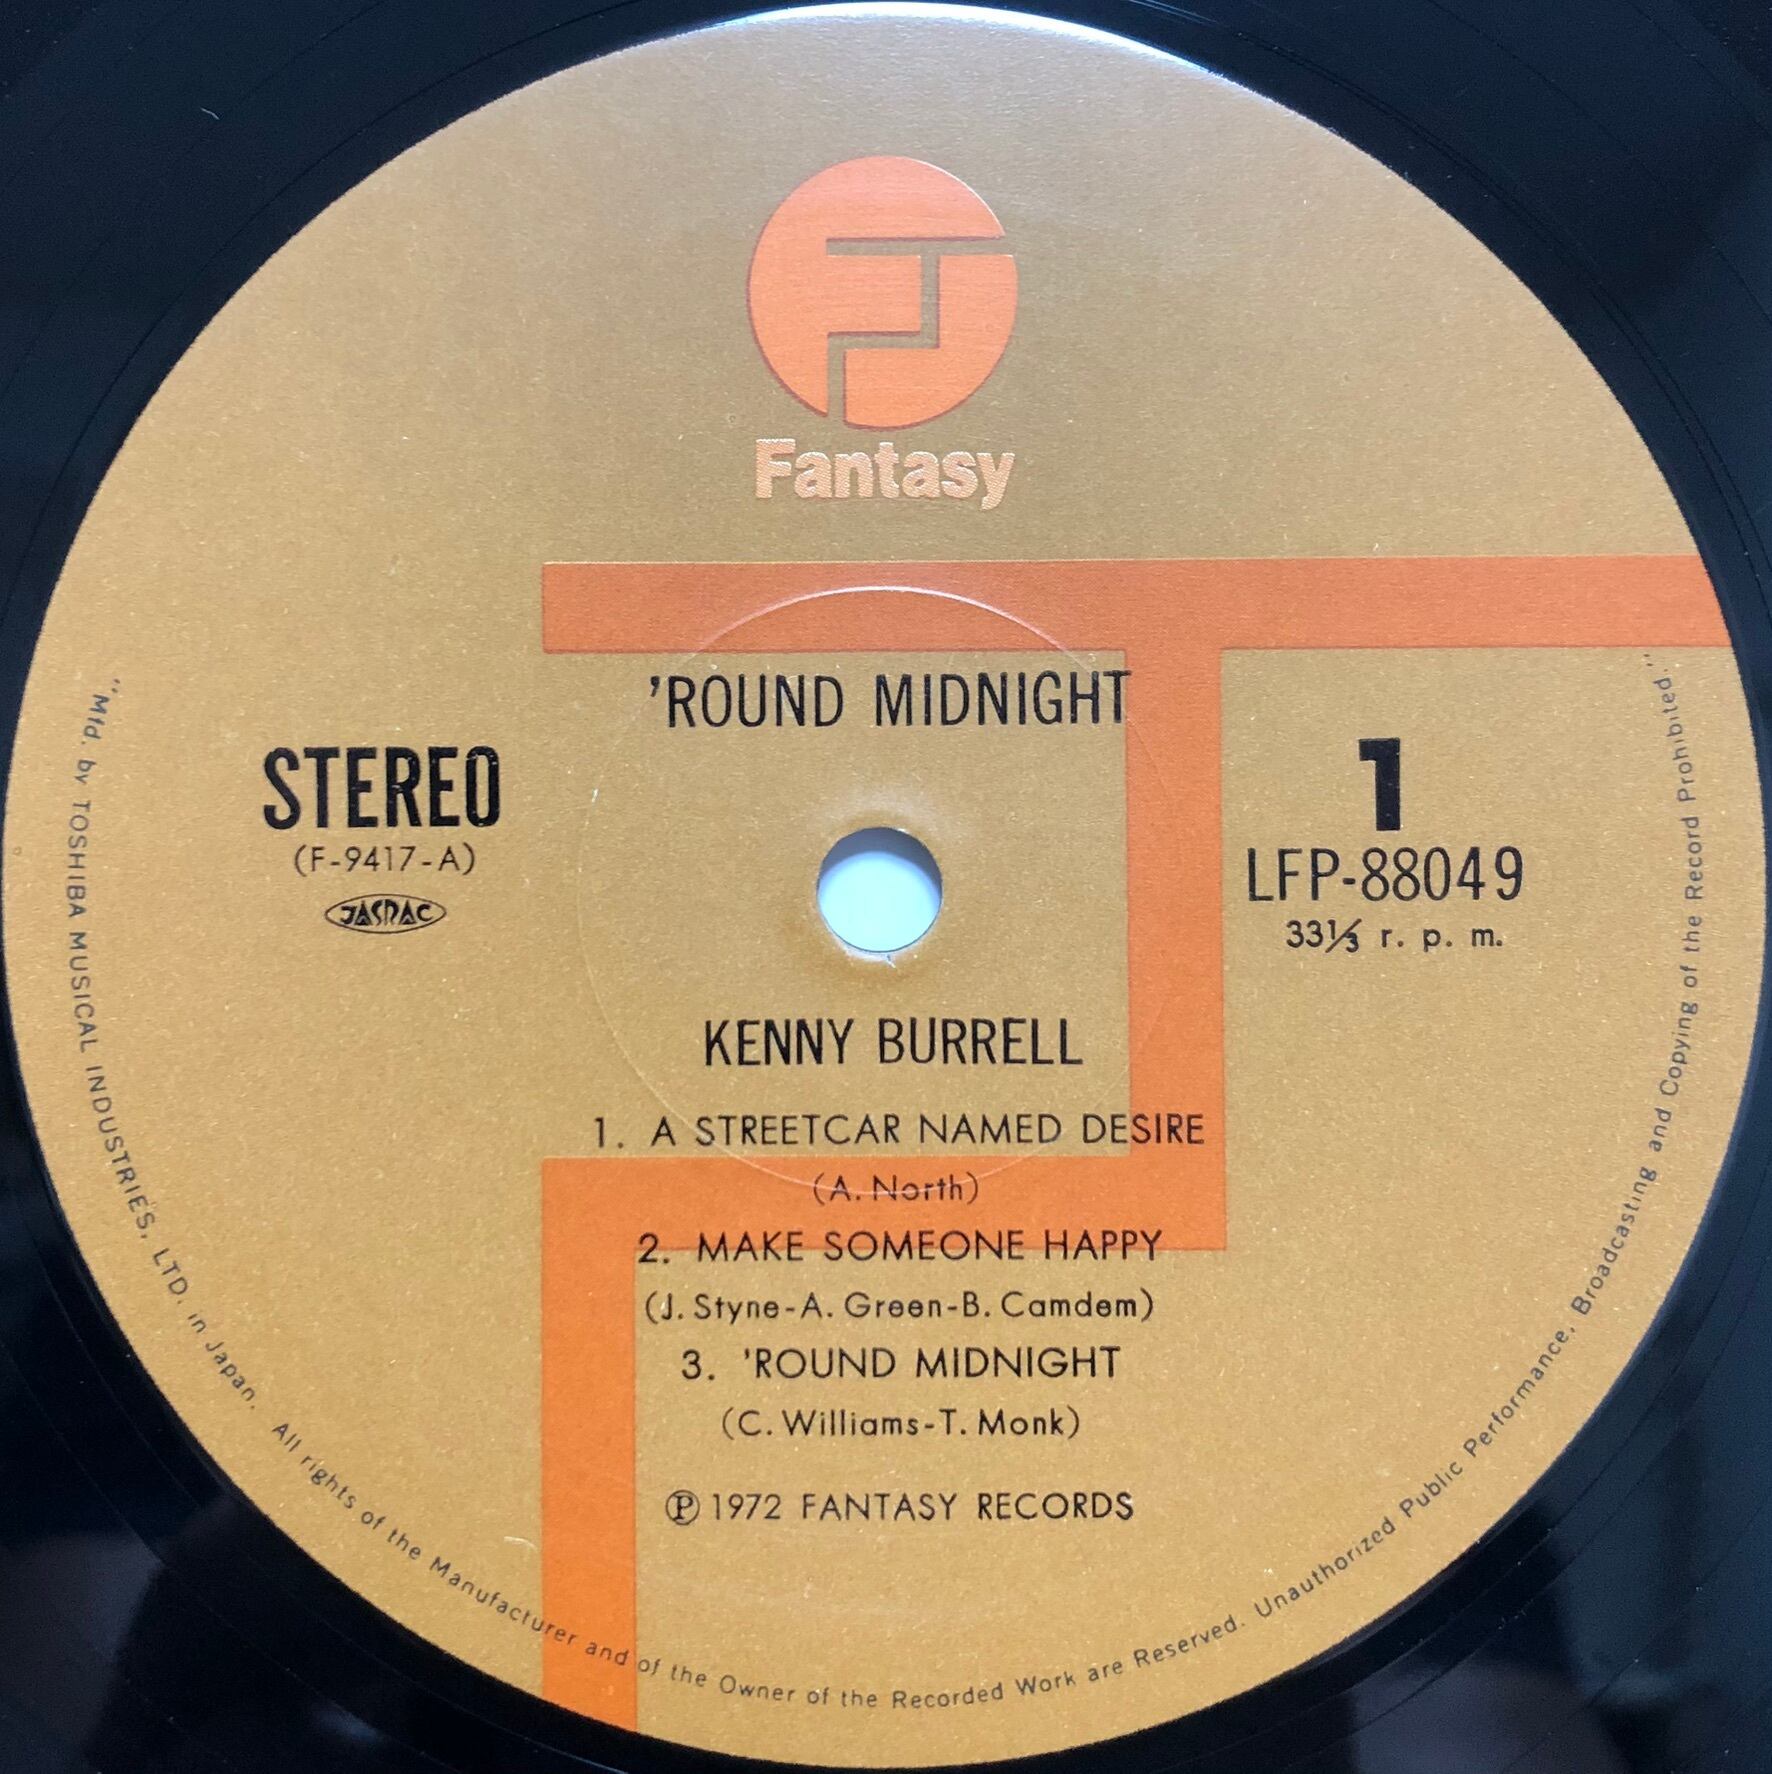 Fantasy
'ROUND MIDNIGHT
STEREO
(F-9417-A)
JASRAC
1
LFP-88049
33⅓ r. p. m.
KENNY BURRELL
1. A STREETCAR NAMED DESIRE
(A. North)
2. MAKE SOMEONE HAPPY
(J. Styne-A. Green-B. Camdem)
3. 'ROUND MIDNIGHT
(C. Williams-T. Monk)
Ⓟ 1972 FANTASY RECORDS
"Mfd. by TOSHIBA MUSICAL INDUSTRIES, LTD. in Japan. All rights of the Manufacturer and of the Owner of the Recorded Work are Reserved. Unauthorized Public Performance, Broadcasting and Copying of the Record Prohibited."